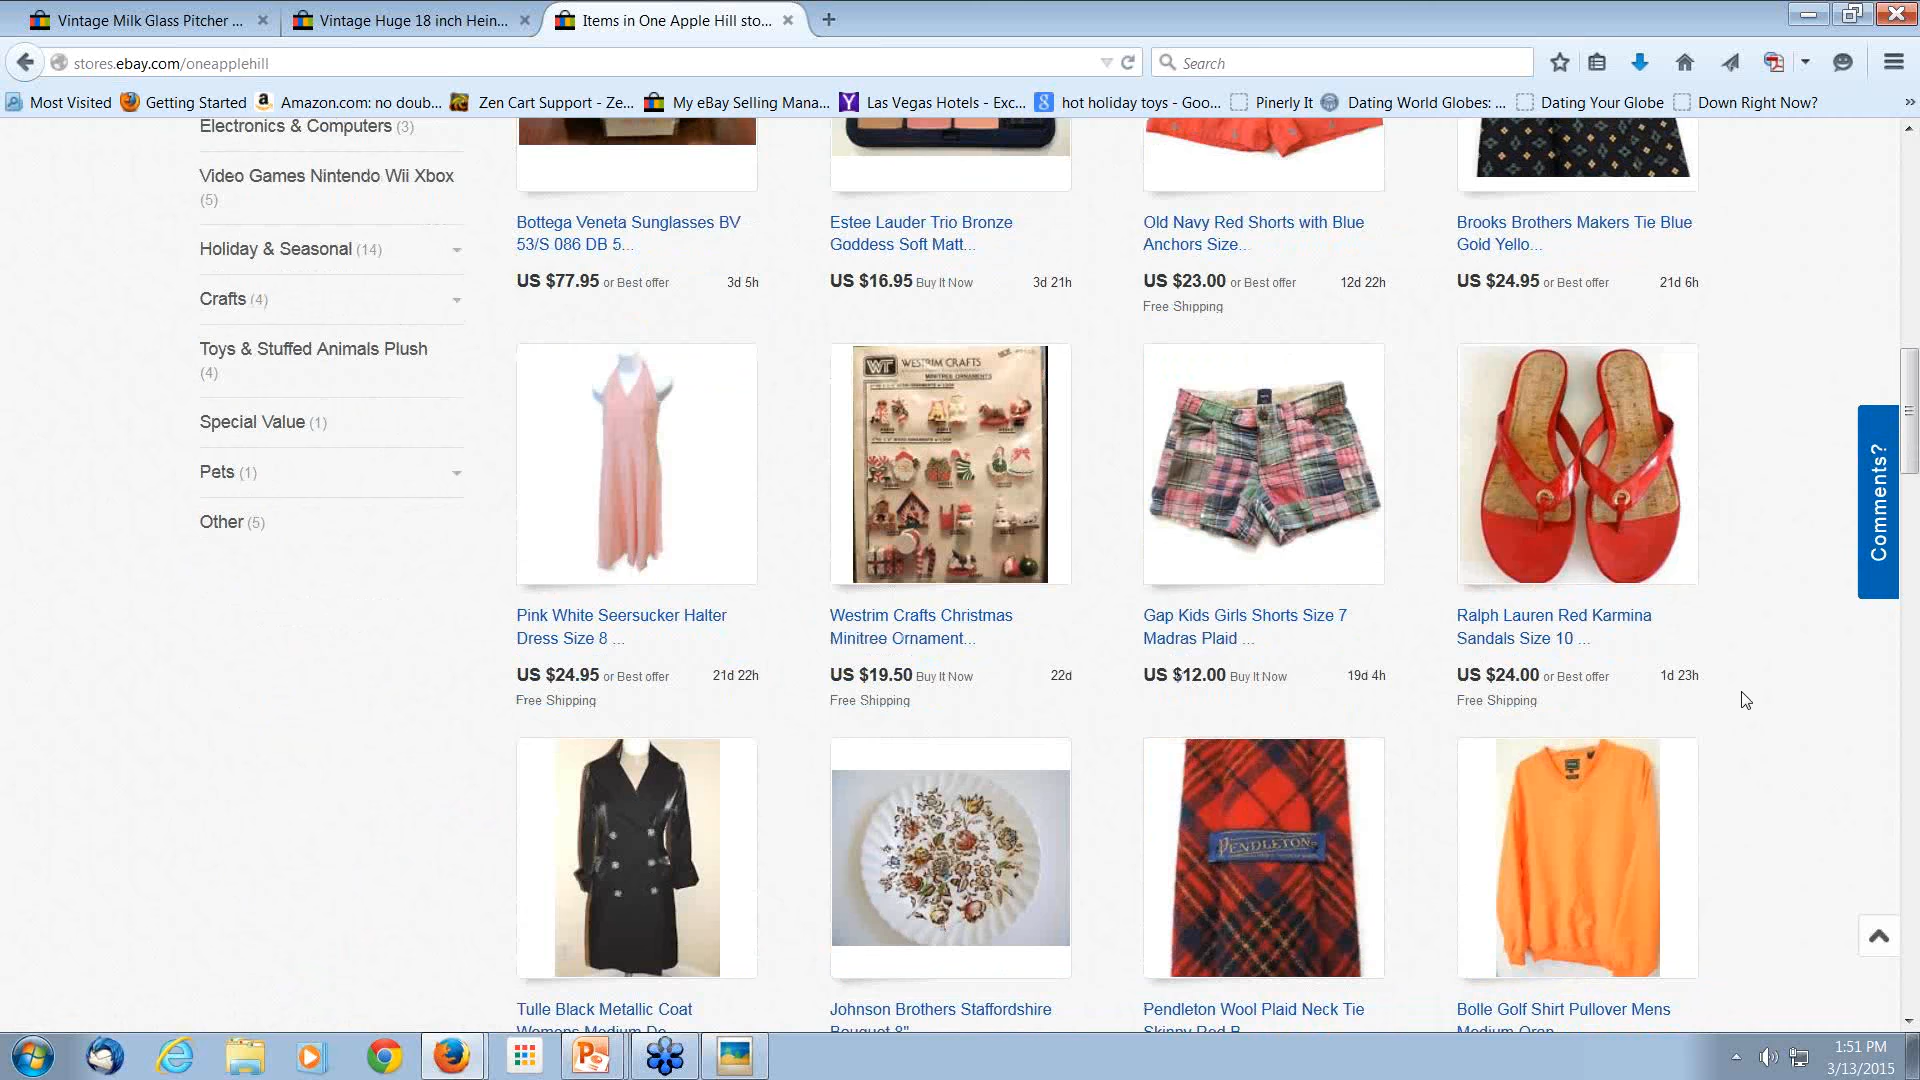 Vintage Milk Glass Pitcher ...
Vintage Huge 18 inch Hein...
Items in One Apple Hill sto...
stores.ebay.com/oneapplehill
Search
Most Visited
Getting Started
Amazon.com: no doub...
Zen Cart Support - Ze...
My eBay Selling Mana...
Las Vegas Hotels - Exc...
hot holiday toys - Goo...
Pinerly It
Dating World Globes: ...
Dating Your Globe
Down Right Now?
Electronics & Computers (3)
Video Games Nintendo Wii Xbox
(5)
Holiday & Seasonal (14)
Crafts (4)
Toys & Stuffed Animals Plush
(4)
Special Value (1)
Pets (1)
Other (5)
Bottega Veneta Sunglasses BV
53/S 086 DB 5...
US $77.95 or Best offer 3d 5h
Estee Lauder Trio Bronze
Goddess Soft Matt...
US $16.95 Buy It Now 3d 21h
Old Navy Red Shorts with Blue
Anchors Size...
US $23.00 or Best offer 12d 22h
Free Shipping
Brooks Brothers Makers Tie Blue
Gold Yello...
US $24.95 or Best offer 21d 6h
WT WESTRIM CRAFTS
MINITREE ORNAMENTS
Pink White Seersucker Halter
Dress Size 8 ...
US $24.95 or Best offer 21d 22h
Free Shipping
Westrim Crafts Christmas
Minitree Ornament...
US $19.50 Buy It Now 22d
Free Shipping
Gap Kids Girls Shorts Size 7
Madras Plaid ...
US $12.00 Buy It Now 19d 4h
Ralph Lauren Red Karmina
Sandals Size 10 ...
US $24.00 or Best offer 1d 23h
Free Shipping
Comments?
PENDLETON
Tulle Black Metallic Coat
Womens Medium De...
Johnson Brothers Staffordshire
Bouquet 8"...
Pendleton Wool Plaid Neck Tie
Skinny Red B...
Bolle Golf Shirt Pullover Mens
Medium Oran...
1:51 PM
3/13/2015